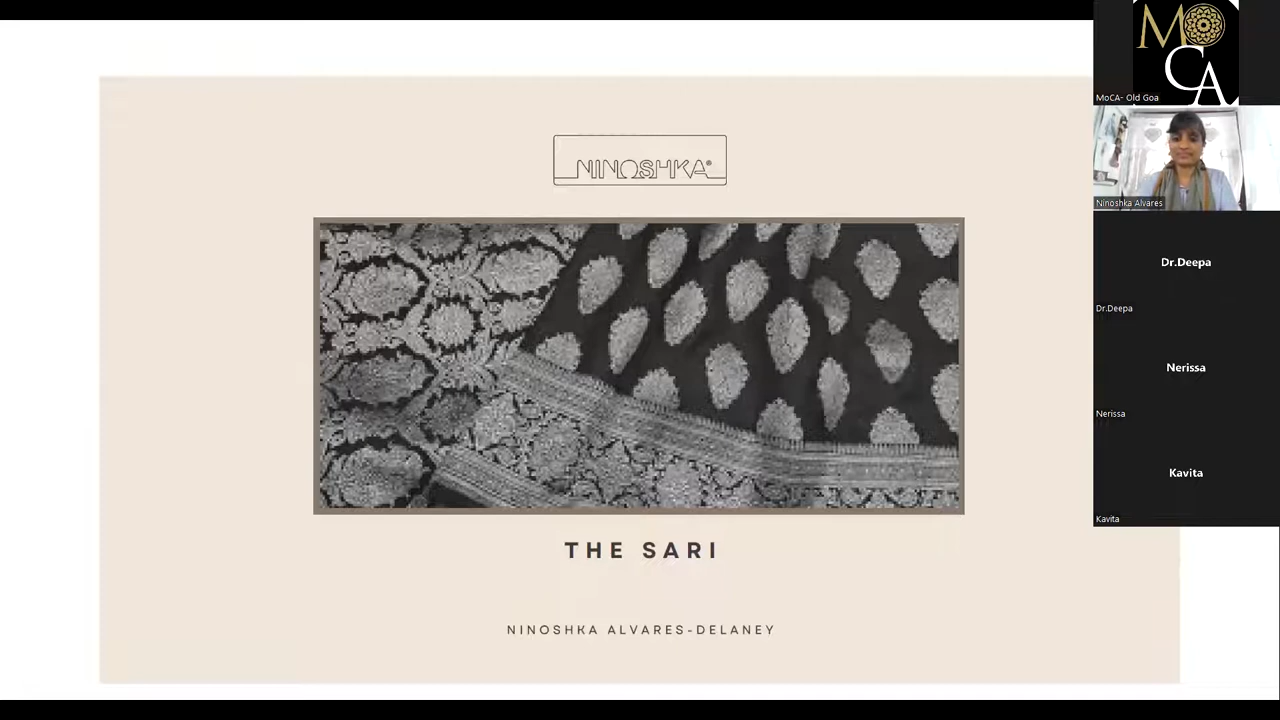 NINOSHKA®
THE SARI
NINOSHKA ALVARES-DELANEY
MOCA
MoCA- Old Goa
Ninoshka Alvares
Dr.Deepa
Dr.Deepa
Nerissa
Nerissa
Kavita
Kavita